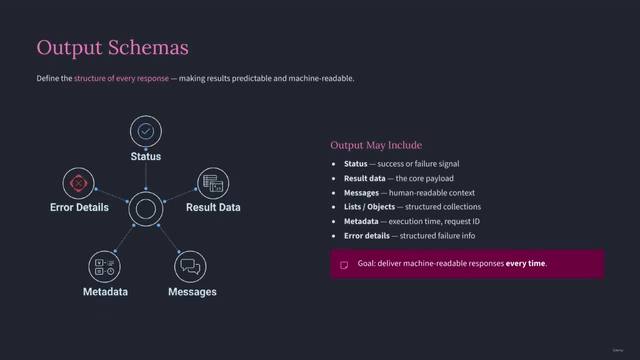 Output Schemas
Define the structure of every response — making results predictable and machine-readable.
Status
Error Details
Result Data
Metadata
Messages
Output May Include
• Status — success or failure signal
• Result data — the core payload
• Messages — human-readable context
• Lists / Objects — structured collections
• Metadata — execution time, request ID
• Error details — structured failure info
Goal: deliver machine-readable responses every time.